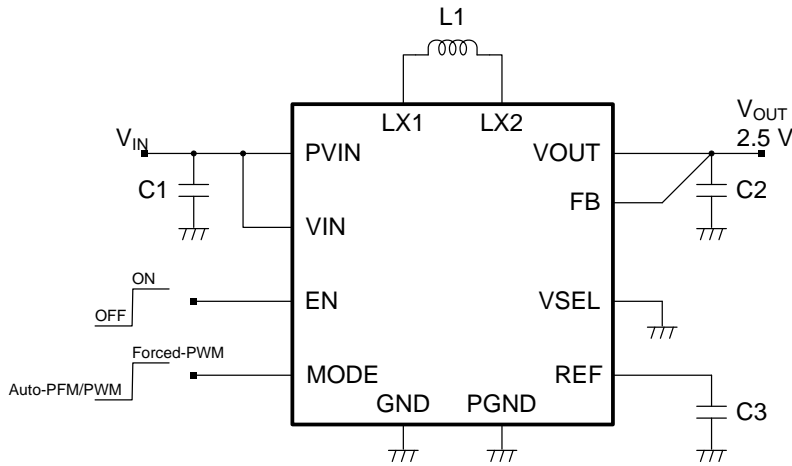 L1
LX1 LX2
V_IN
V_OUT
2.5 V
PVIN VOUT
C1
C2
FB
VIN
ON
OFF
EN
VSEL
Forced-PWM
Auto-PFM/PWM
MODE
REF
GND PGND
C3